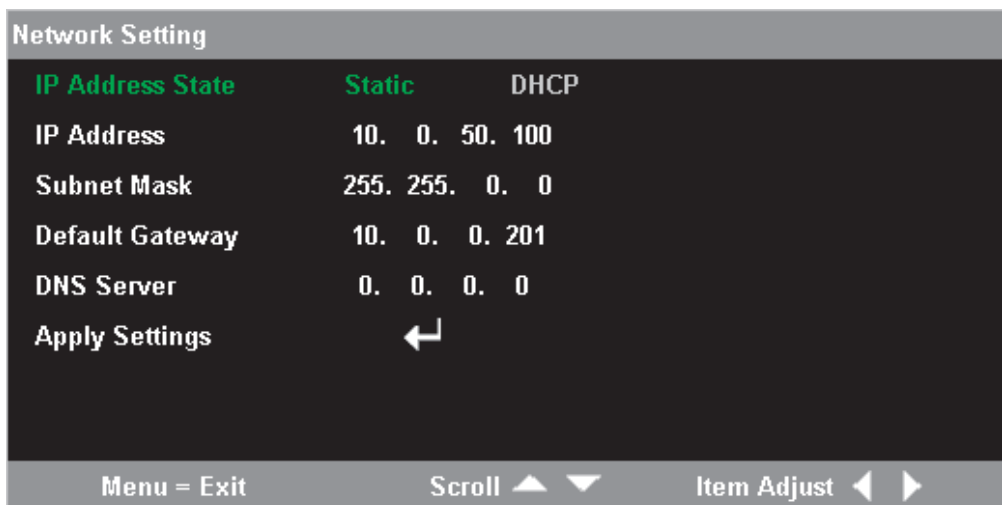 Network Setting
IP Address State Static DHCP
IP Address 10. 0. 50. 100
Subnet Mask 255. 255. 0. 0
Default Gateway 10. 0. 0. 201
DNS Server 0. 0. 0. 0
Apply Settings
Menu = Exit Scroll Item Adjust